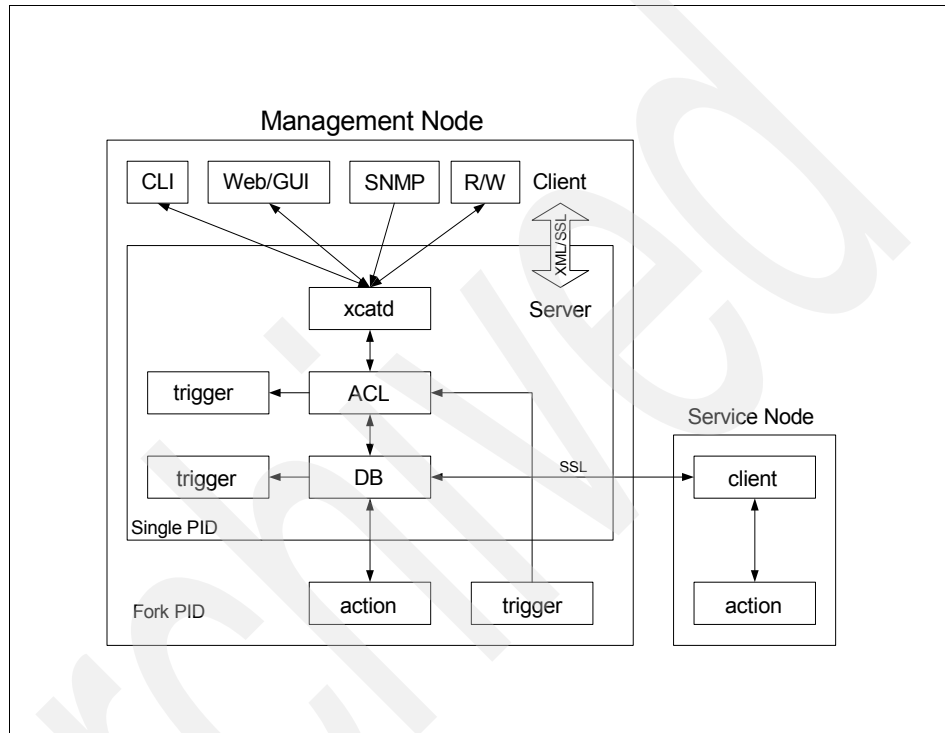 Management Node
CLI
Web/GUI
SNMP
R/W
Client
XML/SSL
Server
xcatd
trigger
ACL
Service Node
trigger
DB
SSL
client
Single PID
Fork PID
action
trigger
action
rchived